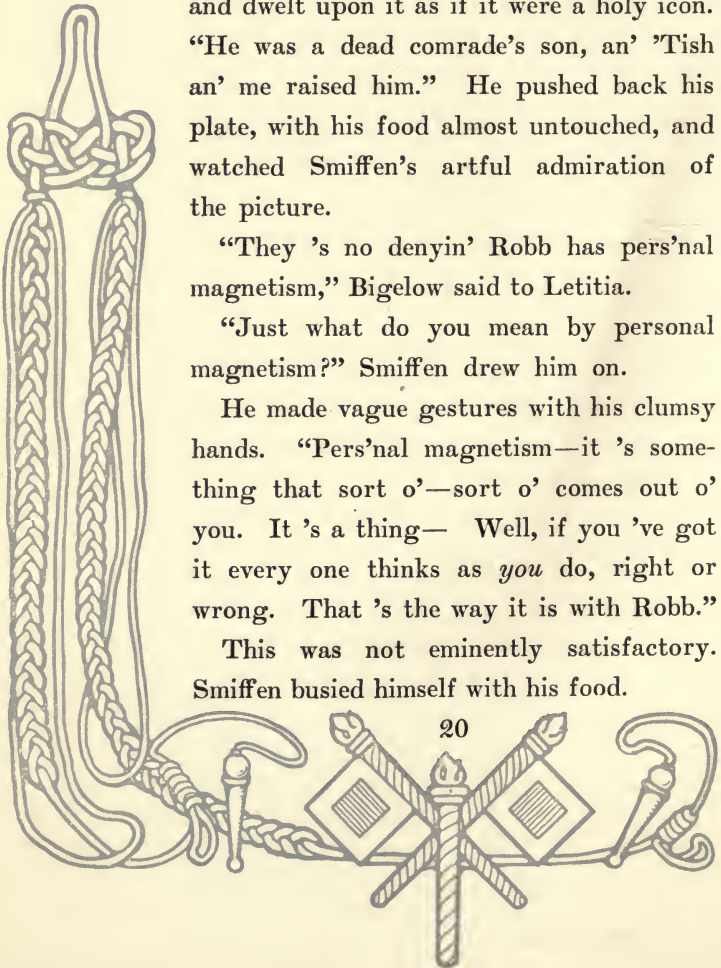 and dwelt upon it as if it were a holy icon.
“He was a dead comrade’s son, an’ ’Tish
an’ me raised him.” He pushed back his
plate, with his food almost untouched, and
watched Smiffen’s artful admiration of
the picture.
“They ’s no denyin’ Robb has pers’nal
magnetism,” Bigelow said to Letitia.
“Just what do you mean by personal
magnetism?” Smiffen drew him on.
He made vague gestures with his clumsy
hands. “Pers’nal magnetism—it ’s some-
thing that sort o’—sort o’ comes out o’
you. It ’s a thing— Well, if you ’ve got
it every one thinks as you do, right or
wrong. That ’s the way it is with Robb.”
This was not eminently satisfactory.
Smiffen busied himself with his food.
20